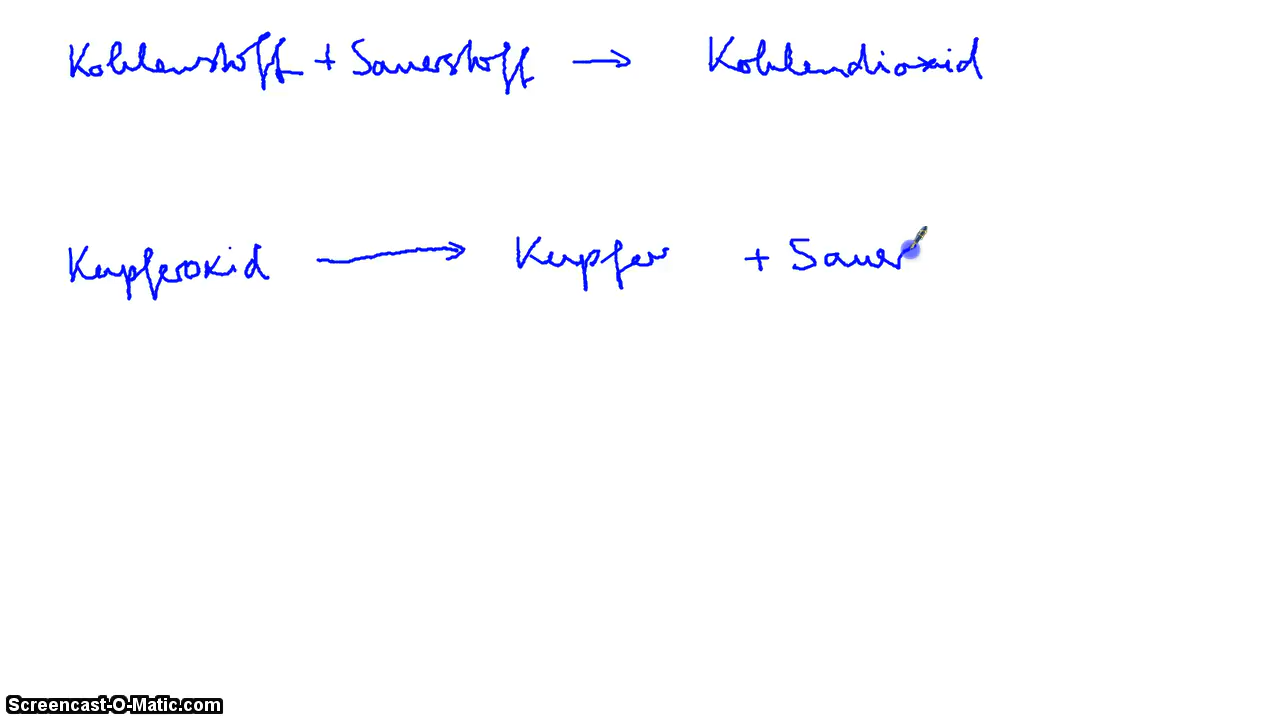 Kohlenstoff + Sauerstoff → Kohlendioxid
Kupferoxid → Kupfer + Sauer
Screencast-O-Matic.com